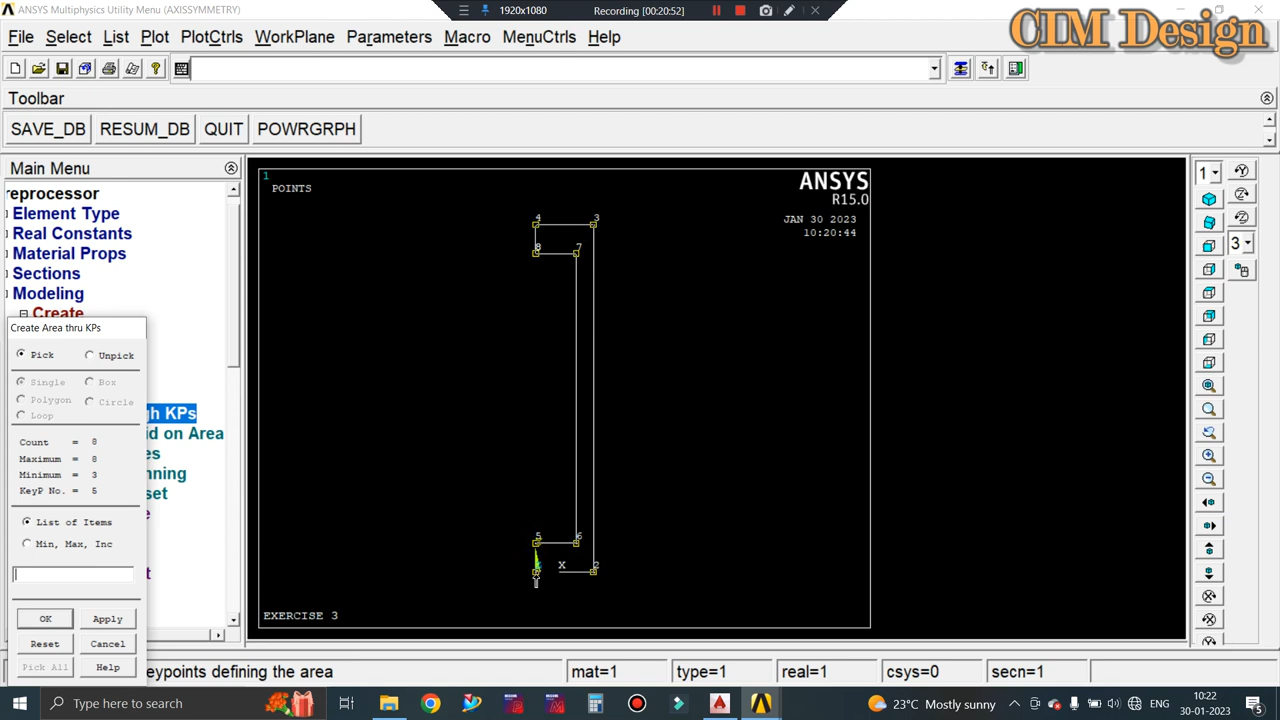 ANSYS Multiphysics Utility Menu (AXISSYMMETRY)
1920x1080
Recording [00:20:52]
CIM Design
File Select List Plot PlotCtrls WorkPlane Parameters Macro MenuCtrls Help
Toolbar
SAVE_DB RESUM_DB QUIT POWRGRPH
Main Menu
reprocessor
Element Type
Real Constants
Material Props
Sections
Modeling
Create
gh KPs
id on Area
es
nning
set
e
t
Create Area thru KPs
Pick Unpick
Single Box
Polygon Circle
Loop
Count = 8
Maximum = 8
Minimum = 3
KeyP No. = 5
List of Items
Min, Max, Inc
OK Apply
Reset Cancel
Pick All Help
1
POINTS
ANSYS
R15.0
JAN 30 2023
10:20:44
4 3
8 7
5 6
X 2
EXERCISE 3
1
3
eypoints defining the area
mat=1
type=1
real=1
csys=0
secn=1
Type here to search
23°C Mostly sunny
ENG
10:22
30-01-2023
5